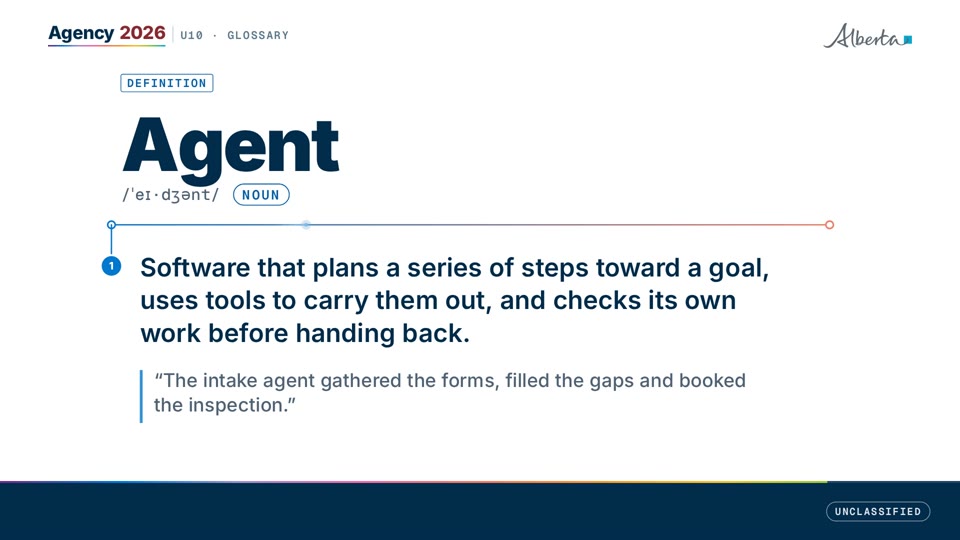 Agency 2026
U10 · GLOSSARY
Alberta
DEFINITION
Agent
/ˈeɪ·dʒənt/ NOUN
1 Software that plans a series of steps toward a goal,
uses tools to carry them out, and checks its own
work before handing back.
“The intake agent gathered the forms, filled the gaps and booked
the inspection.”
UNCLASSIFIED